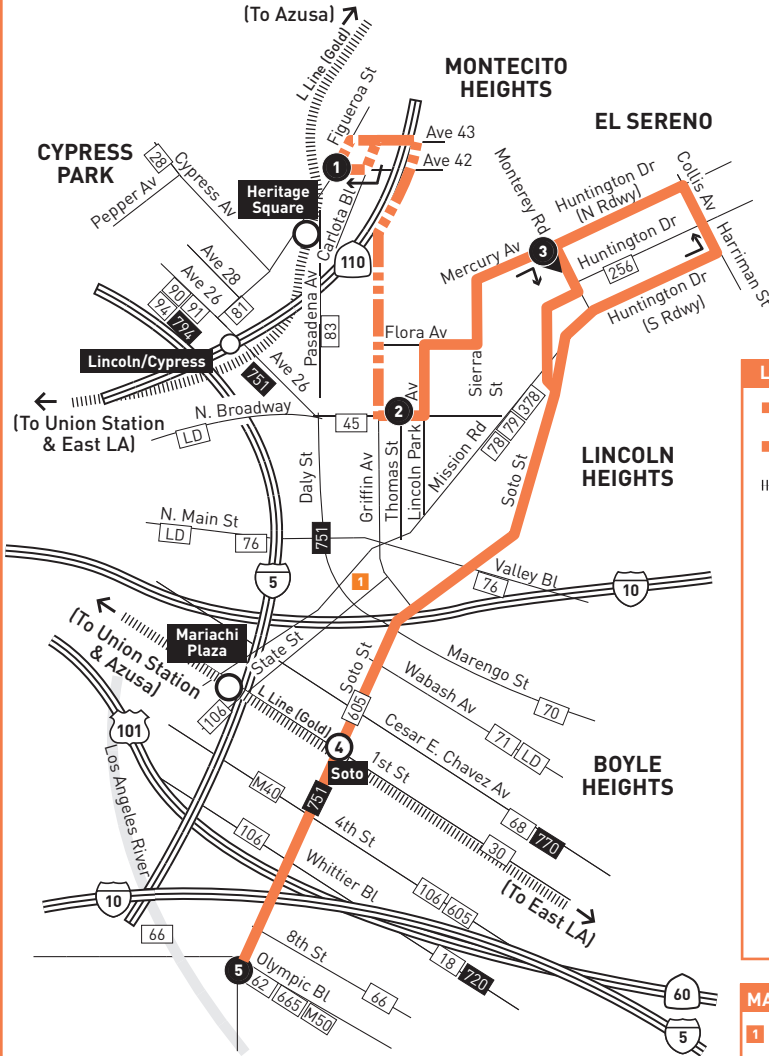 (To Azusa)
L Line (Gold)
Figueroa St
MONTECITO
HEIGHTS
Ave 43
EL SERENO
CYPRESS
PARK
28
Cypress Av
Pepper Av
1
Ave 42
Heritage
Square
Carlota Bl
Monterey Rd
Huntington Dr
(N Rdwy)
Collis Av
110
Mercury Av
3
Huntington Dr
256
Harriman St
Huntington Dr
(S Rdwy)
Ave 28
Ave 26
81
90
91
94
794
Pasadena Av
83
Flora Av
Lincoln/Cypress
751
Ave 26
Sierra
St
(To Union Station
& East LA)
N. Broadway
LD
45
2
Lincoln Park
Av
Mission Rd
78
79
378
LINCOLN
HEIGHTS
Daly St
Griffin Av
Thomas St
Soto St
N. Main St
LD
76
751
Valley Bl
76
5
1
10
(To Union Station
& Azusa)
Mariachi
Plaza
State St
Marengo St
70
106
L Line (Gold)
Soto St
605
Wabash Av
71
LD
101
Cesar E. Chavez Av
68
770
4
Soto
1st St
30
BOYLE
HEIGHTS
Los Angeles River
M40
751
4th St
106
605
(To East LA)
106
Whittier Bl
18
720
10
66
8th St
66
5
Olympic Bl
62
665
M50
60
5
L
MA
1